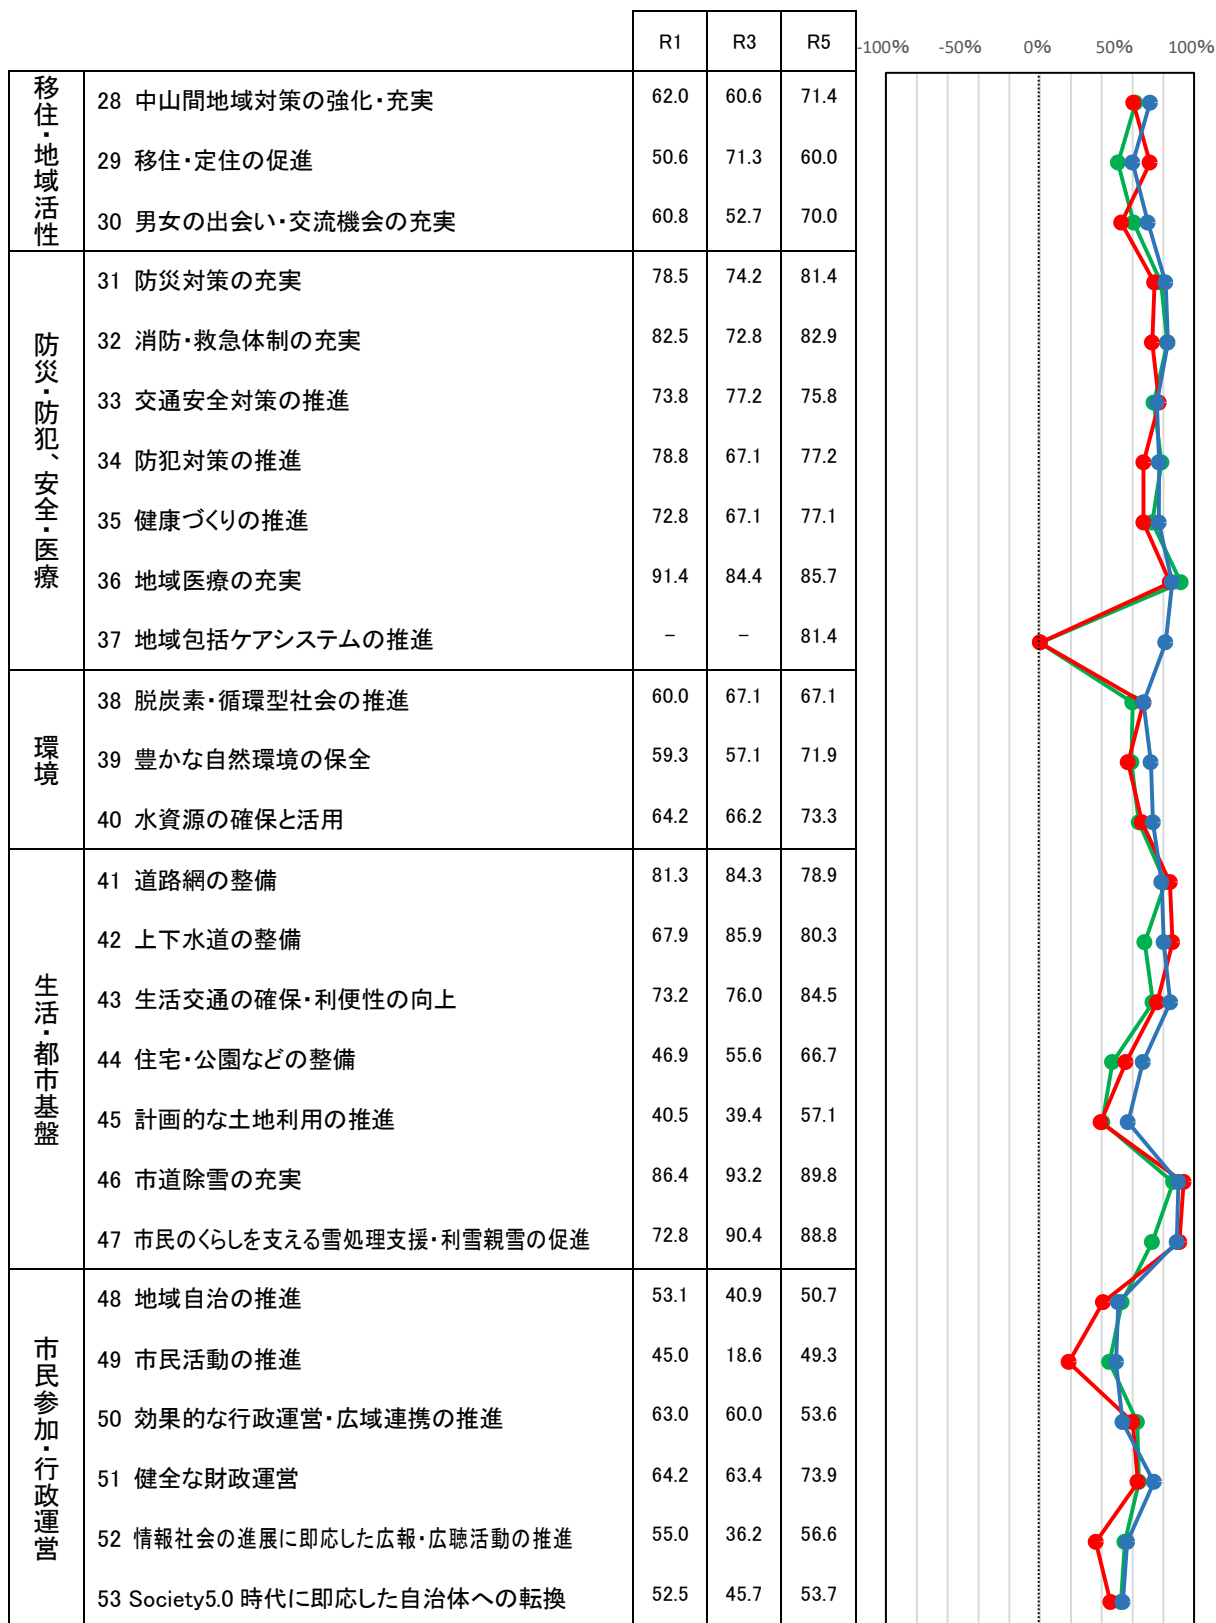 R1 R3 R5 -100% -50% 0% 50% 100%
移住・地域活性
28 中山間地域対策の強化・充実 62.0 60.6 71.4
29 移住・定住の促進 50.6 71.3 60.0
30 男女の出会い・交流機会の充実 60.8 52.7 70.0
防災・防犯、安全・医療
31 防災対策の充実 78.5 74.2 81.4
32 消防・救急体制の充実 82.5 72.8 82.9
33 交通安全対策の推進 73.8 77.2 75.8
34 防犯対策の推進 78.8 67.1 77.2
35 健康づくりの推進 72.8 67.1 77.1
36 地域医療の充実 91.4 84.4 85.7
37 地域包括ケアシステムの推進 － － 81.4
環境
38 脱炭素・循環型社会の推進 60.0 67.1 67.1
39 豊かな自然環境の保全 59.3 57.1 71.9
40 水資源の確保と活用 64.2 66.2 73.3
生活・都市基盤
41 道路網の整備 81.3 84.3 78.9
42 上下水道の整備 67.9 85.9 80.3
43 生活交通の確保・利便性の向上 73.2 76.0 84.5
44 住宅・公園などの整備 46.9 55.6 66.7
45 計画的な土地利用の推進 40.5 39.4 57.1
46 市道除雪の充実 86.4 93.2 89.8
47 市民のくらしを支える雪処理支援・利雪親雪の促進 72.8 90.4 88.8
市民参加・行政運営
48 地域自治の推進 53.1 40.9 50.7
49 市民活動の推進 45.0 18.6 49.3
50 効果的な行政運営・広域連携の推進 63.0 60.0 53.6
51 健全な財政運営 64.2 63.4 73.9
52 情報社会の進展に即応した広報・広聴活動の推進 55.0 36.2 56.6
53 Society5.0 時代に即応した自治体への転換 52.5 45.7 53.7